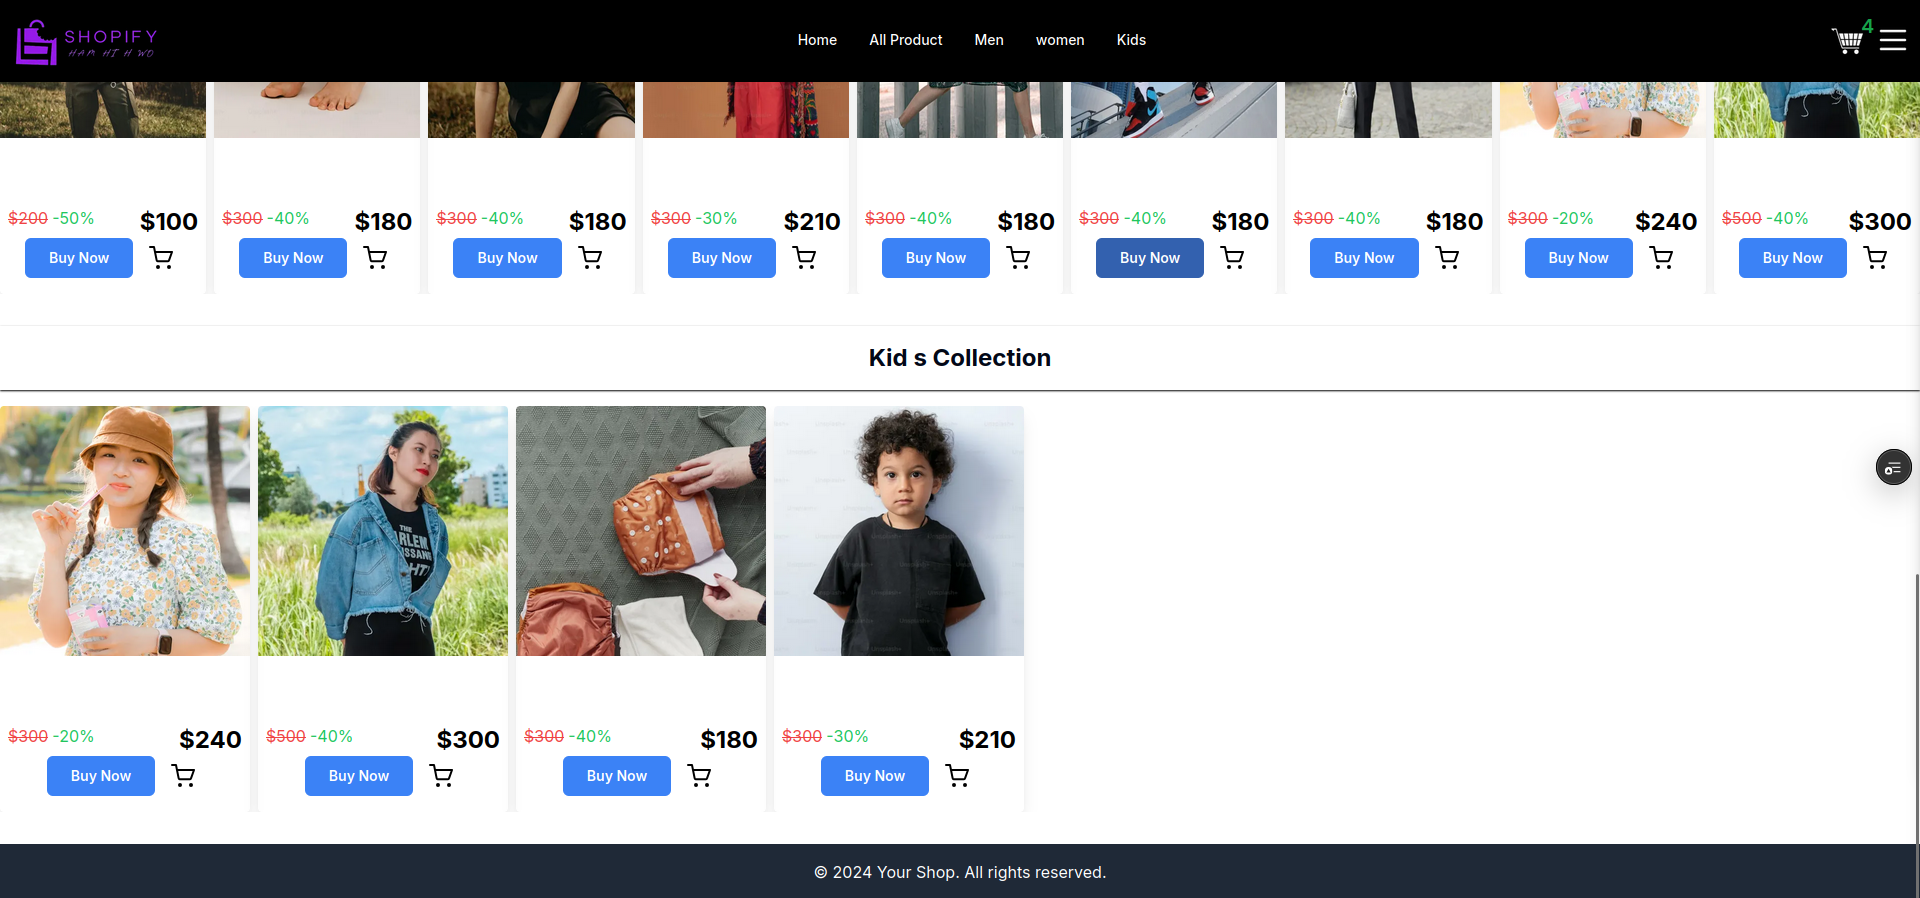 SHOPIFY
HAM HI H WO
Home All Product Men women Kids
4
$200 -50% $100 $300 -40% $180 $300 -40% $180 $300 -30% $210 $300 -40% $180 $300 -40% $180 $300 -40% $180 $300 -20% $240 $500 -40% $300
Buy Now Buy Now Buy Now Buy Now Buy Now Buy Now Buy Now Buy Now Buy Now
Kid s Collection
THE
$300 -20% $240 $500 -40% $300 $300 -40% $180 $300 -30% $210
Buy Now Buy Now Buy Now Buy Now
© 2024 Your Shop. All rights reserved.